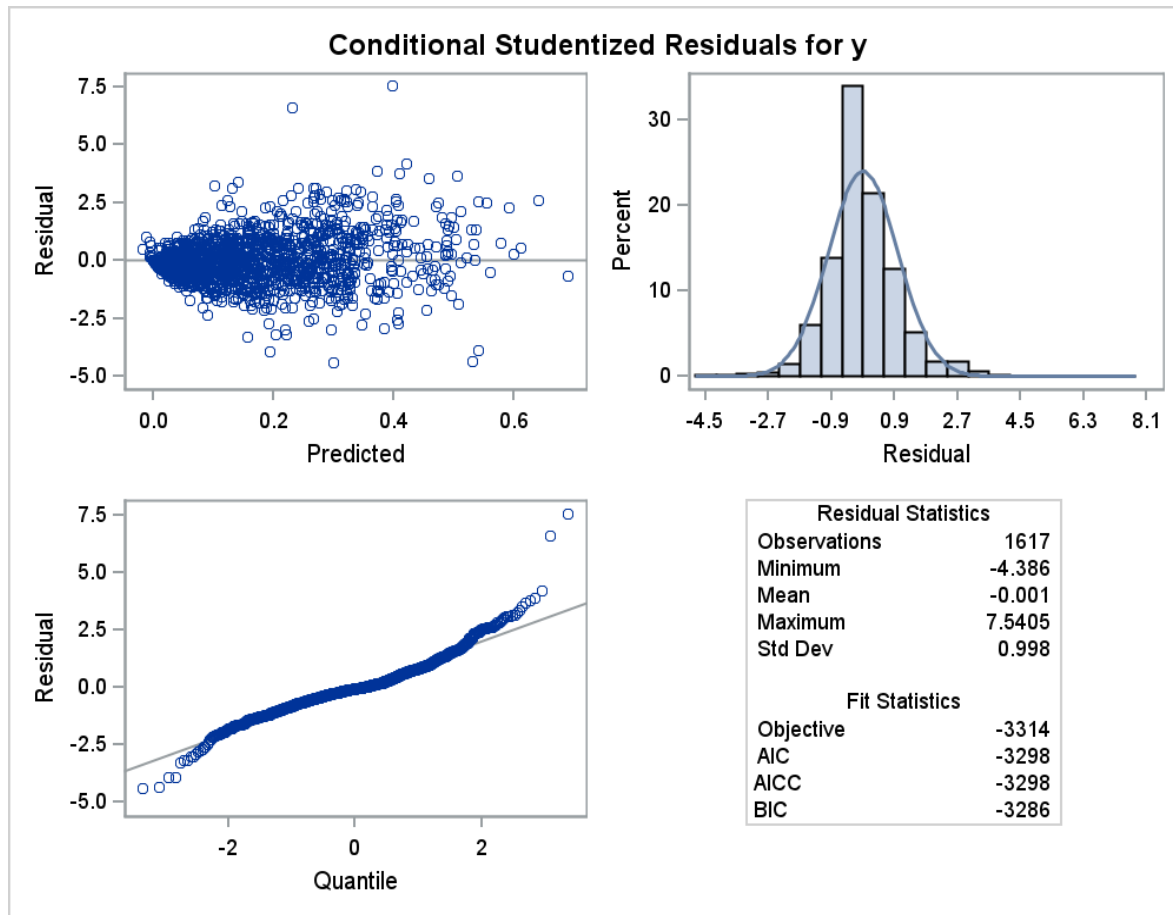 Conditional Studentized Residuals for y
7.5
5.0
2.5
0.0
-2.5
-5.0
Residual
0.0 0.2 0.4 0.6
Predicted
30
20
10
0
Percent
-4.5 -2.7 -0.9 0.9 2.7 4.5 6.3 8.1
Residual
7.5
5.0
2.5
0.0
-2.5
-5.0
Residual
-2 0 2
Quantile
Residual Statistics
Observations 1617
Minimum -4.386
Mean -0.001
Maximum 7.5405
Std Dev 0.998
Fit Statistics
Objective -3314
AIC -3298
AICC -3298
BIC -3286